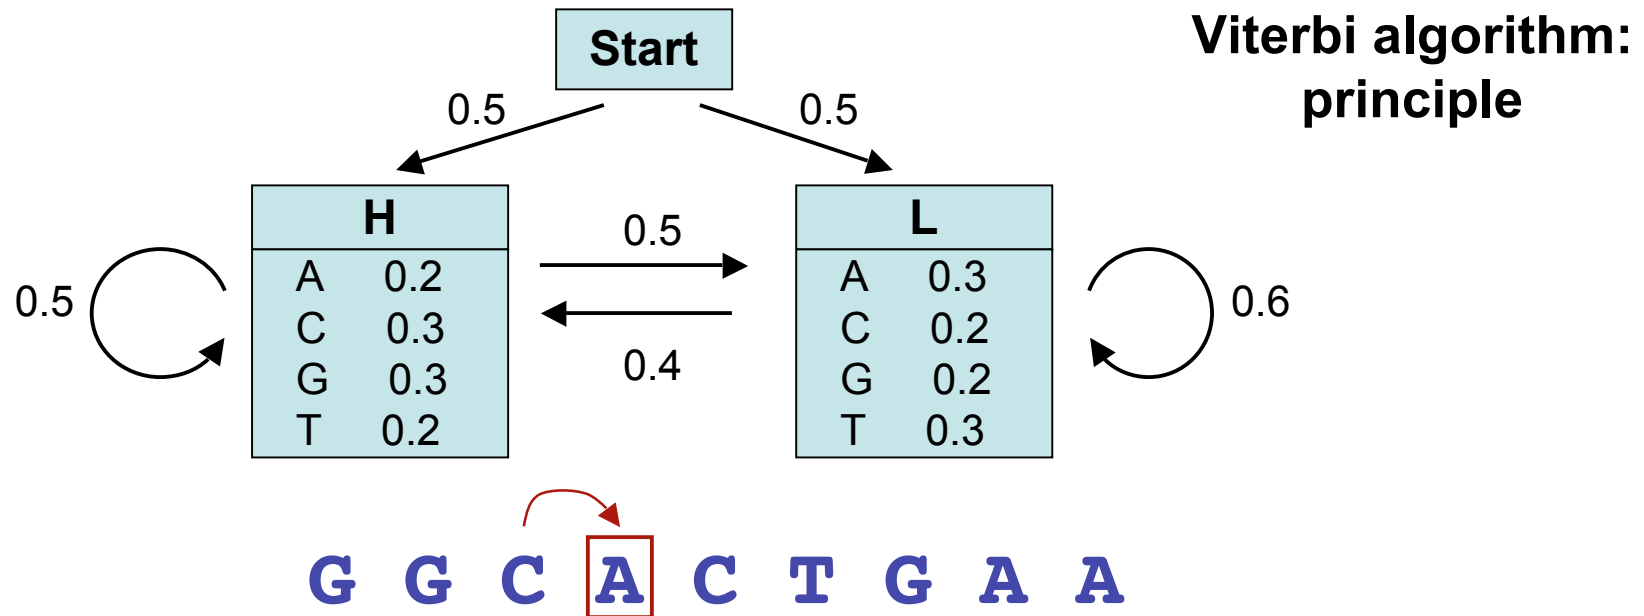 Viterbi algorithm:
principle
Start
0.5 0.5
H
A 0.2
C 0.3
G 0.3
T 0.2
0.5
0.5
0.4
L
A 0.3
C 0.2
G 0.2
T 0.3
0.6
G G C A C T G A A